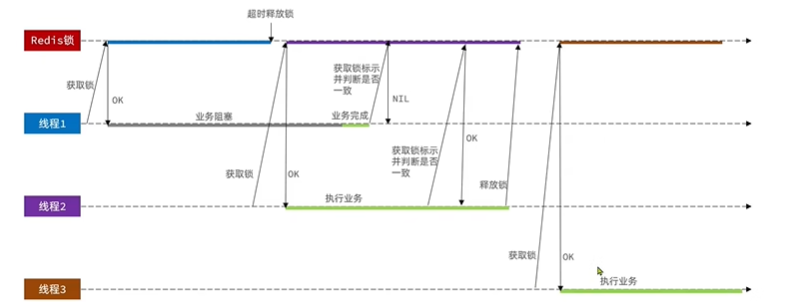 超时释放锁
Redis锁
获取锁
OK
获取锁标示
并判断是否
一致
NIL
线程1
业务阻塞
业务完成
获取锁标示
并判断是否
一致
OK
获取锁
OK
释放锁
线程2
执行业务
获取锁
OK
线程3
执行业务